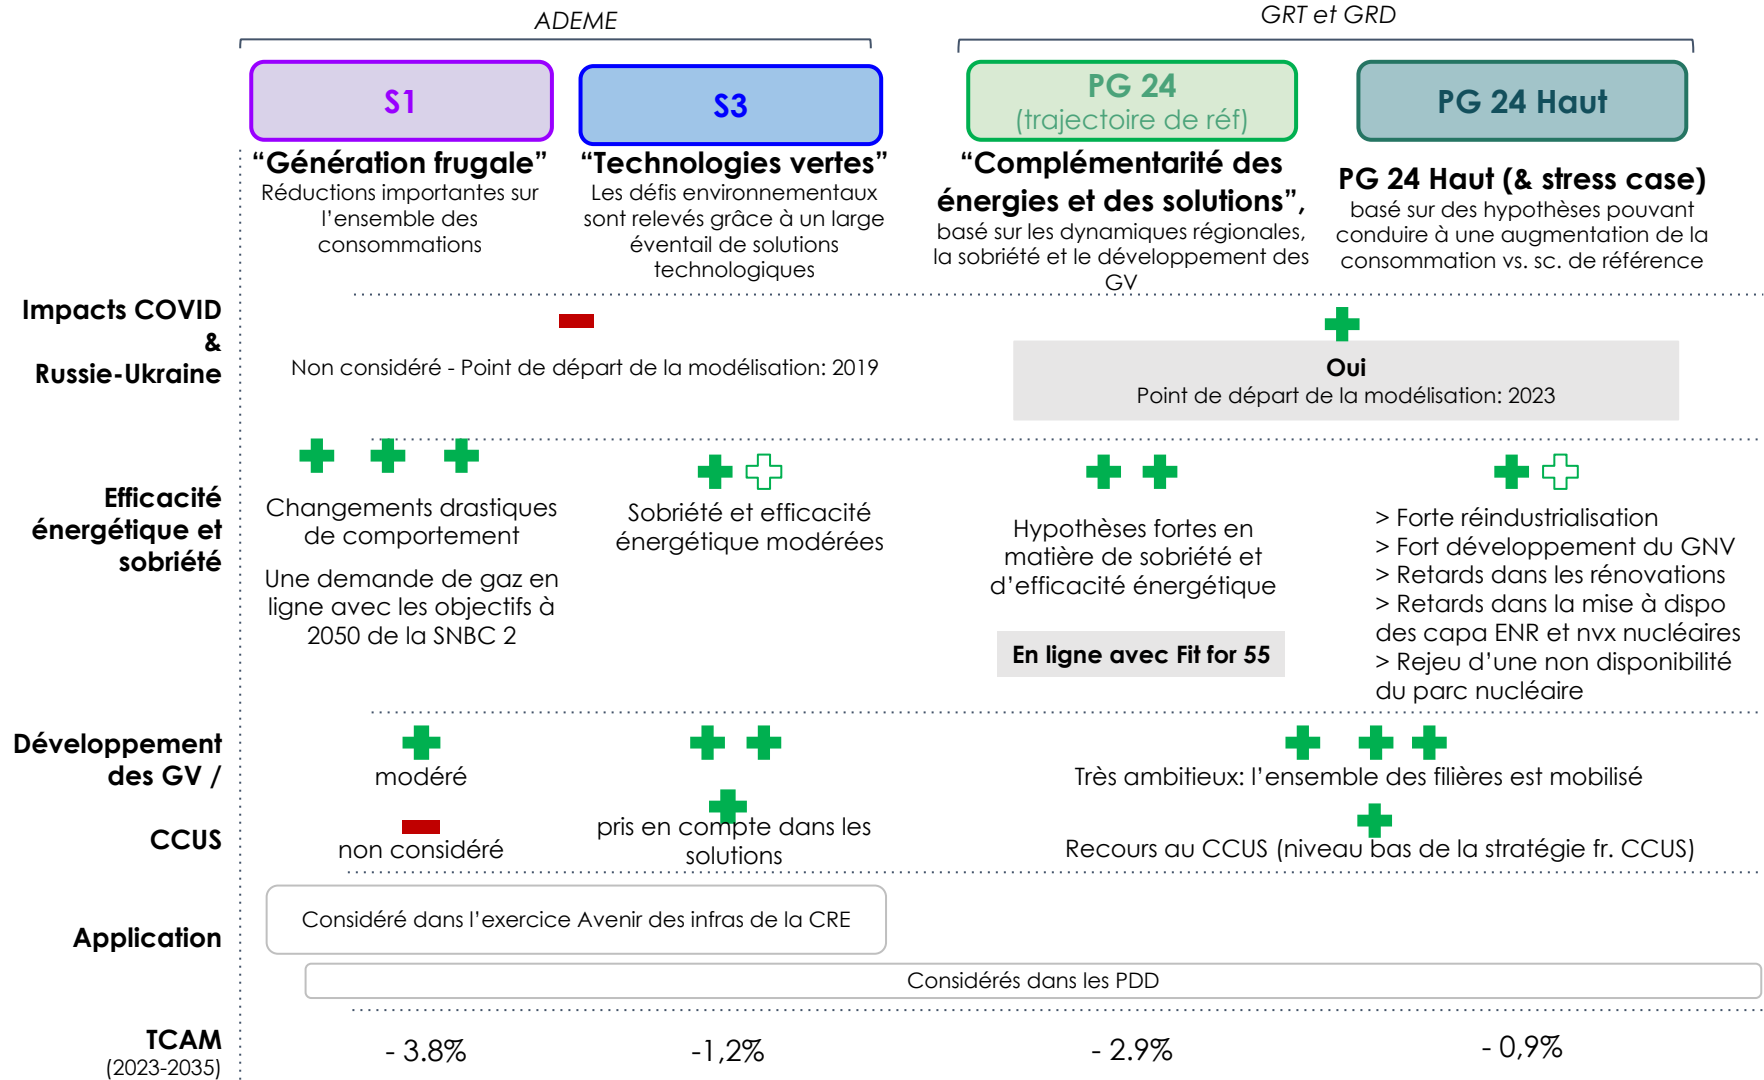 ADEME
GRT et GRD
S1
S3
PG 24
(trajectoire de réf)
PG 24 Haut
“Génération frugale”
Réductions importantes sur
l’ensemble des
consommations
“Technologies vertes”
Les défis environnementaux
sont relevés grâce à un large
éventail de solutions
technologiques
“Complémentarité des
énergies et des solutions”,
basé sur les dynamiques régionales,
la sobriété et le développement des
GV
PG 24 Haut (& stress case)
basé sur des hypothèses pouvant
conduire à une augmentation de la
consommation vs. sc. de référence
Impacts COVID
&
Russie-Ukraine
Non considéré - Point de départ de la modélisation: 2019
Oui
Point de départ de la modélisation: 2023
Efficacité
énergétique et
sobriété
Changements drastiques
de comportement
Une demande de gaz en
ligne avec les objectifs à
2050 de la SNBC 2
Sobriété et efficacité
énergétique modérées
Hypothèses fortes en
matière de sobriété et
d’efficacité énergétique
En ligne avec Fit for 55
> Forte réindustrialisation
> Fort développement du GNV
> Retards dans les rénovations
> Retards dans la mise à dispo
des capa ENR et nvx nucléaires
> Rejeu d’une non disponibilité
du parc nucléaire
Développement
des GV /
modéré
Très ambitieux: l’ensemble des filières est mobilisé
CCUS
non considéré
pris en compte dans les
solutions
Recours au CCUS (niveau bas de la stratégie fr. CCUS)
Application
Considéré dans l’exercice Avenir des infras de la CRE
Considérés dans les PDD
TCAM
(2023-2035)
- 3.8%
-1,2%
- 2.9%
- 0,9%